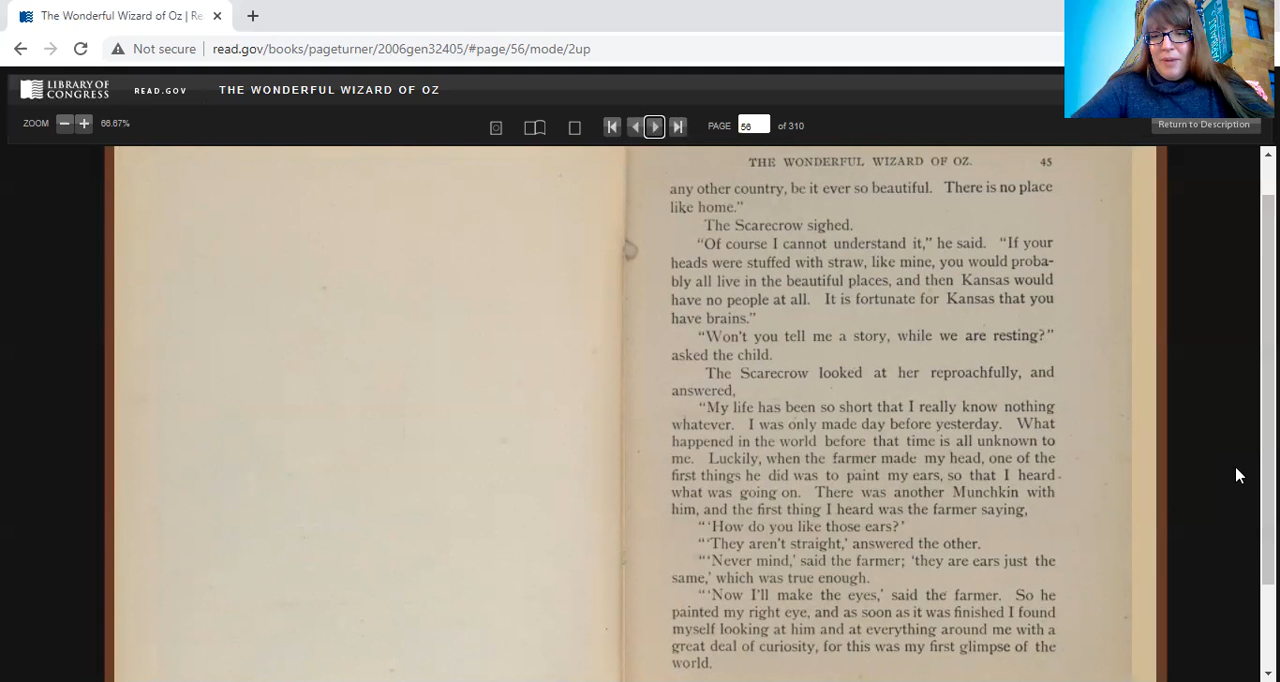 The Wonderful Wizard of Oz | Re
Not secure | read.gov/books/pageturner/2006gen32405/#page/56/mode/2up
LIBRARY OF
CONGRESS
READ.GOV
THE WONDERFUL WIZARD OF OZ
ZOOM
66.67%
PAGE 56 of 310
Return to Description
THE WONDERFUL WIZARD OF OZ. 45
any other country, be it ever so beautiful. There is no place
like home."
The Scarecrow sighed.
"Of course I cannot understand it," he said. "If your
heads were stuffed with straw, like mine, you would proba-
bly all live in the beautiful places, and then Kansas would
have no people at all. It is fortunate for Kansas that you
have brains."
"Won't you tell me a story, while we are resting?"
asked the child.
The Scarecrow looked at her reproachfully, and
answered,
"My life has been so short that I really know nothing
whatever. I was only made day before yesterday. What
happened in the world before that time is all unknown to
me. Luckily, when the farmer made my head, one of the
first things he did was to paint my ears, so that I heard
what was going on. There was another Munchkin with
him, and the first thing I heard was the farmer saying,
"'How do you like those ears?'
"'They aren't straight,' answered the other.
"'Never mind,' said the farmer; 'they are ears just the
same,' which was true enough.
"'Now I'll make the eyes,' said the farmer. So he
painted my right eye, and as soon as it was finished I found
myself looking at him and at everything around me with a
great deal of curiosity, for this was my first glimpse of the
world.